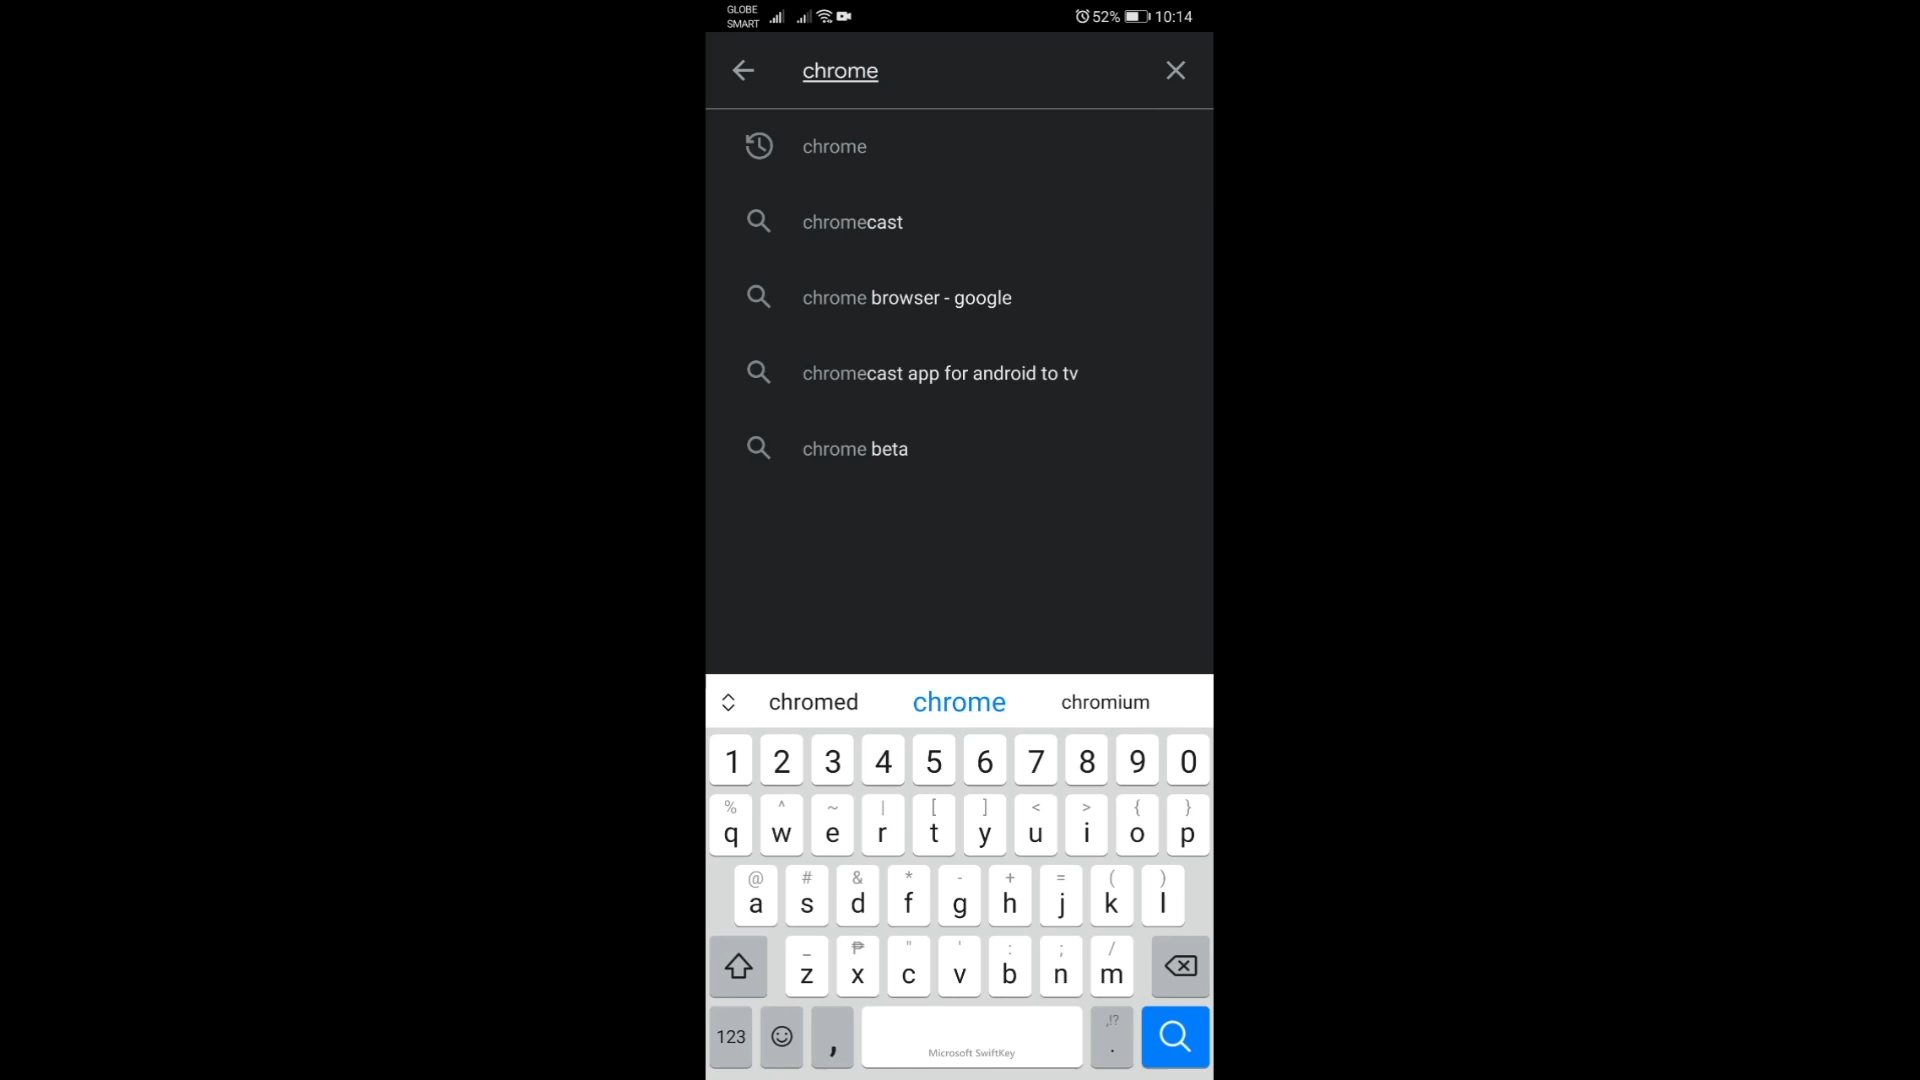 GLOBE
SMART
52% 10:14
chrome
chrome
chromecast
chrome browser - google
chromecast app for android to tv
chrome beta
chromed chrome chromium
1 2 3 4 5 6 7 8 9 0
% ^ ~ | [ ] < > { }
q w e r t y u i o p
@ # & * - + = ( )
a s d f g h j k l
_ ₱ " ' : ; /
z x c v b n m
,!?
123 , .
Microsoft SwiftKey